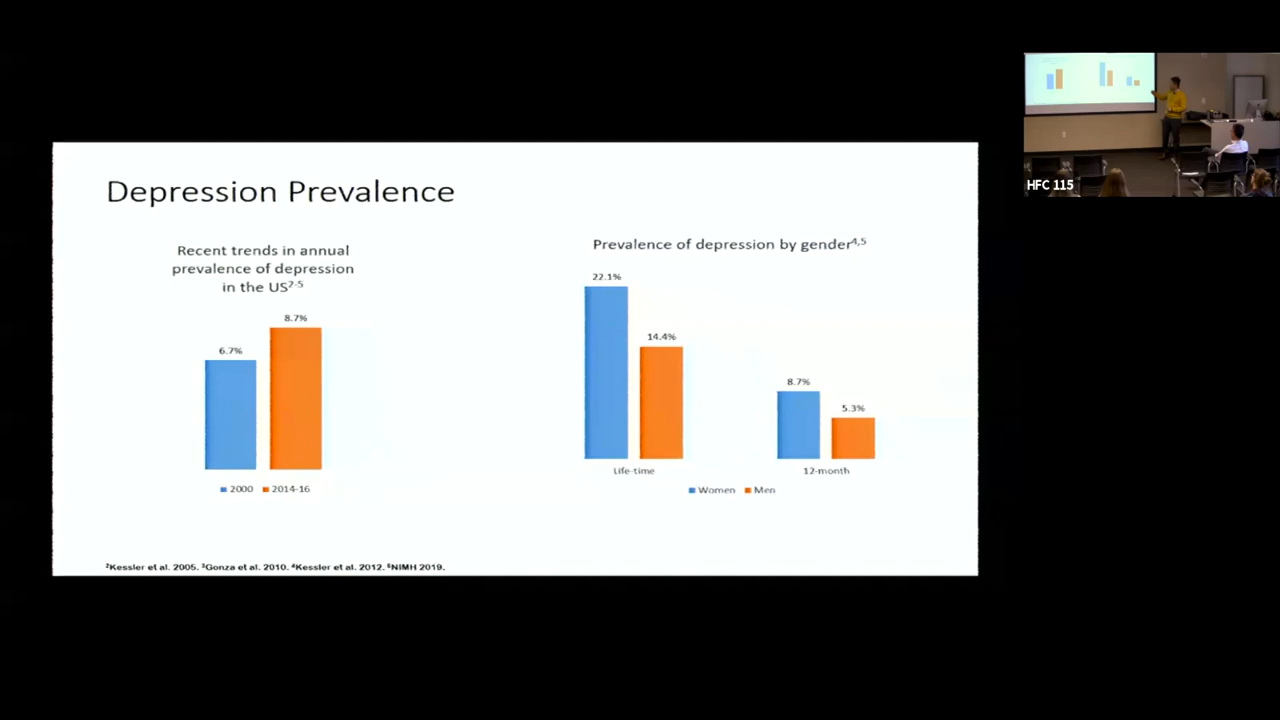 Depression Prevalence
Recent trends in annual
prevalence of depression
in the US2-5
8.7%
6.7%
2000 2014-16
Prevalence of depression by gender4,5
22.1%
14.4%
8.7%
5.3%
Life-time 12-month
Women Men
2Kessler et al. 2005. 3Gonza et al. 2010. 4Kessler et al. 2012. 5NIMH 2019.
HFC 115